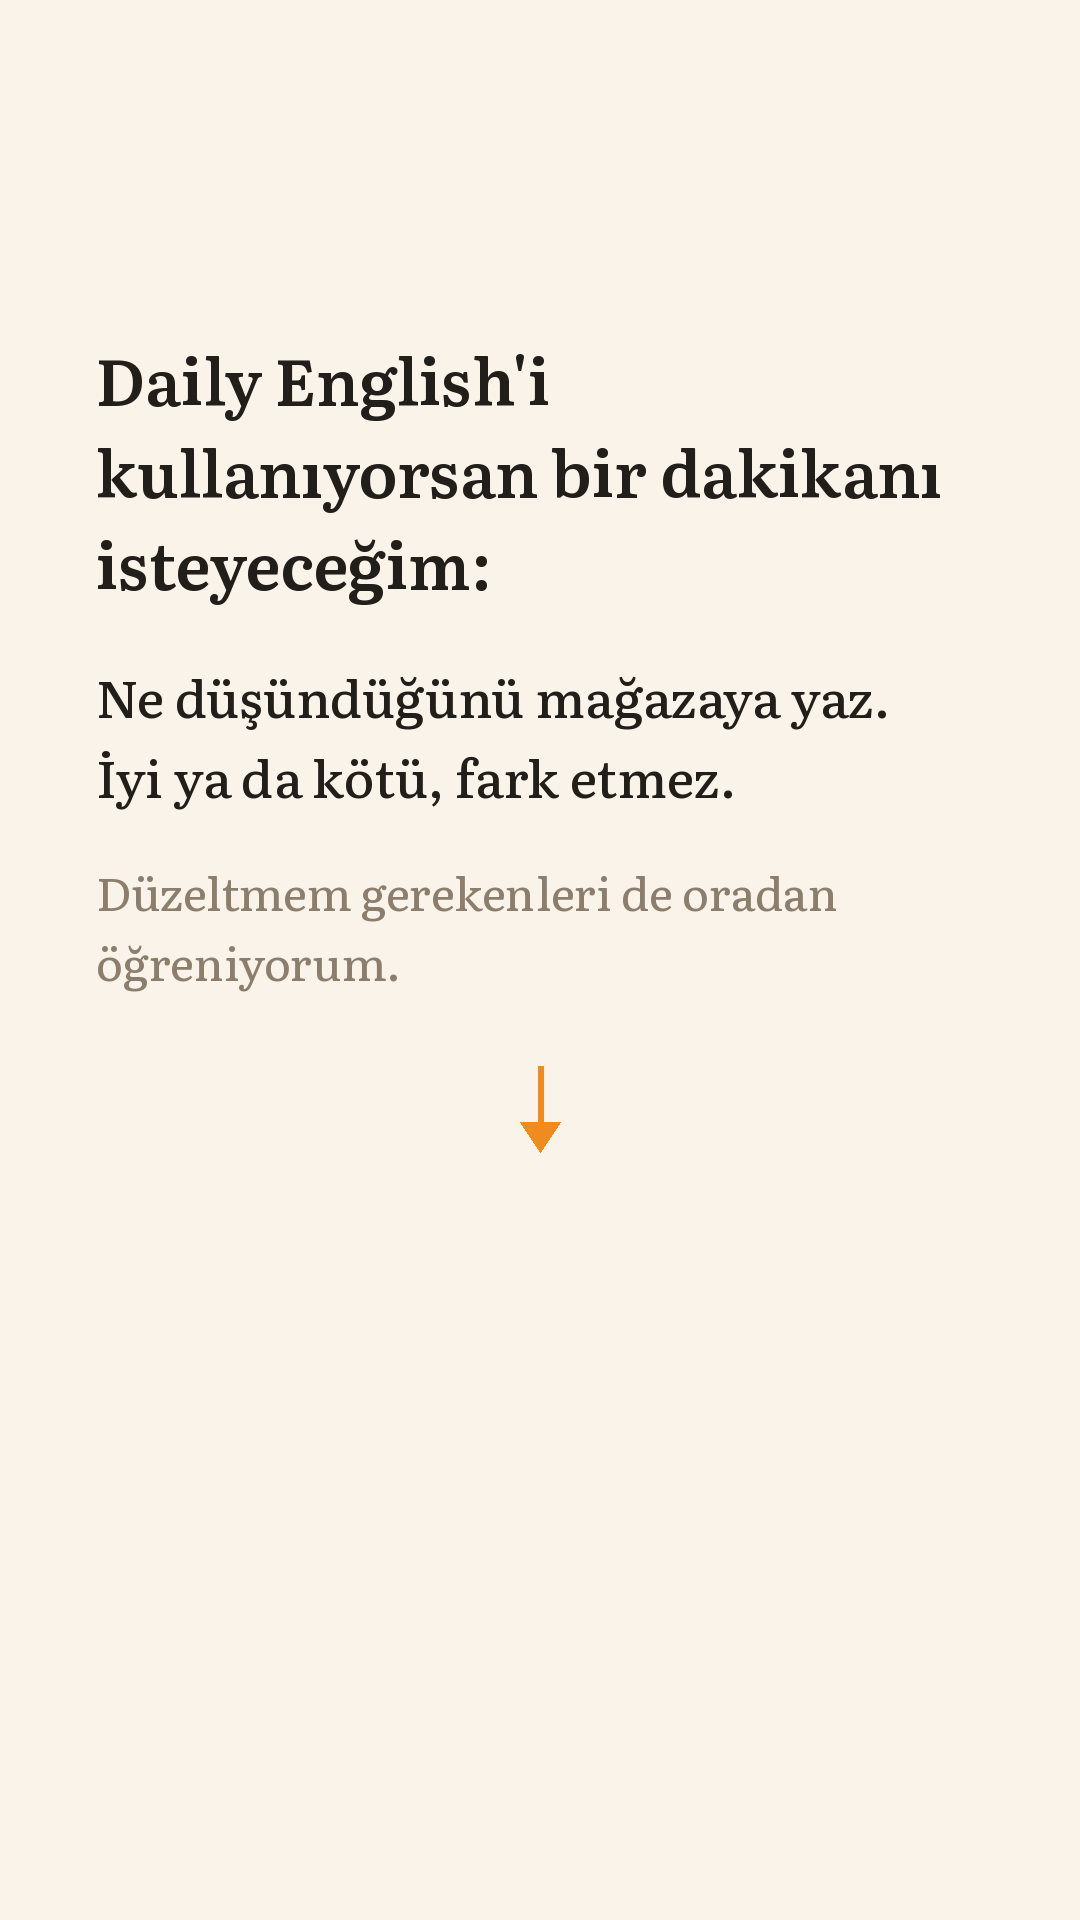 Daily English'i
kullanıyorsan bir dakikanı
isteyeceğim:
Ne düşündüğünü mağazaya yaz.
İyi ya da kötü, fark etmez.
Düzeltmem gerekenleri de oradan
öğreniyorum.